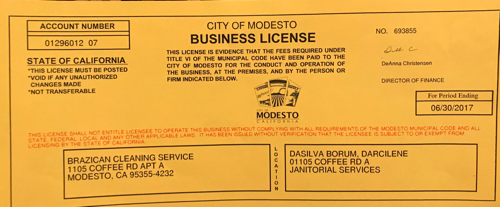 ACCOUNT NUMBER
01296012 07
STATE OF CALIFORNIA
*THIS LICENSE MUST BE POSTED
*VOID IF ANY UNAUTHORIZED
CHANGES MADE
*NOT TRANSFERABLE
CITY OF MODESTO
BUSINESS LICENSE
THIS LICENSE IS EVIDENCE THAT THE FEES REQUIRED UNDER
TITLE VI OF THE MUNICIPAL CODE HAVE BEEN PAID TO THE
CITY OF MODESTO FOR THE CONDUCT AND OPERATION OF
THE BUSINESS, AT THE PREMISES, AND BY THE PERSON OR
FIRM INDICATED BELOW.
MODESTO
CALIFORNIA
NO. 693855
DeAnna Christensen
DIRECTOR OF FINANCE
For Period Ending
06/30/2017
THIS LICENSE SHALL NOT ENTITLE LICENSEE TO OPERATE THIS BUSINESS WITHOUT COMPLYING WITH ALL REQUIREMENTS OF THE MODESTO MUNICIPAL CODE AND ALL
STATE, FEDERAL LOCAL AND ANY OTHER APPLICABLE LAWS. IT HAS BEEN ISSUED WITHOUT VERIFICATION THAT THE LICENSEE IS SUBJECT TO OR EXEMPT FROM
LICENSING BY THE STATE OF CALIFORNIA.
BRAZICAN CLEANING SERVICE
1105 COFFEE RD APT A
MODESTO, CA 95355-4232
LOCATION
DASILVA BORUM, DARCILENE
01105 COFFEE RD A
JANITORIAL SERVICES